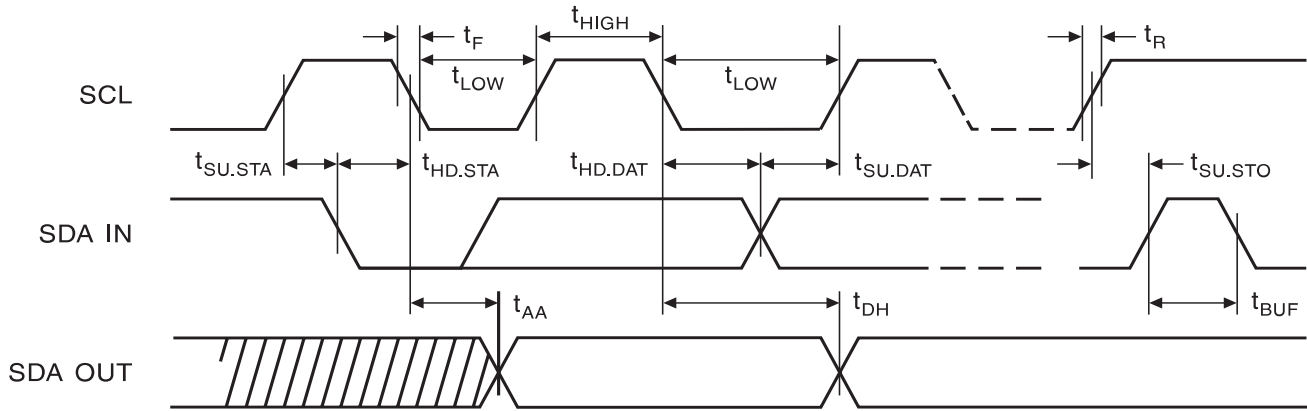 tHIGH
tF
tR
tLOW
tLOW
SCL
tSU.STA
tHD.STA
tHD.DAT
tSU.DAT
tSU.STO
SDA IN
tAA
tDH
tBUF
SDA OUT